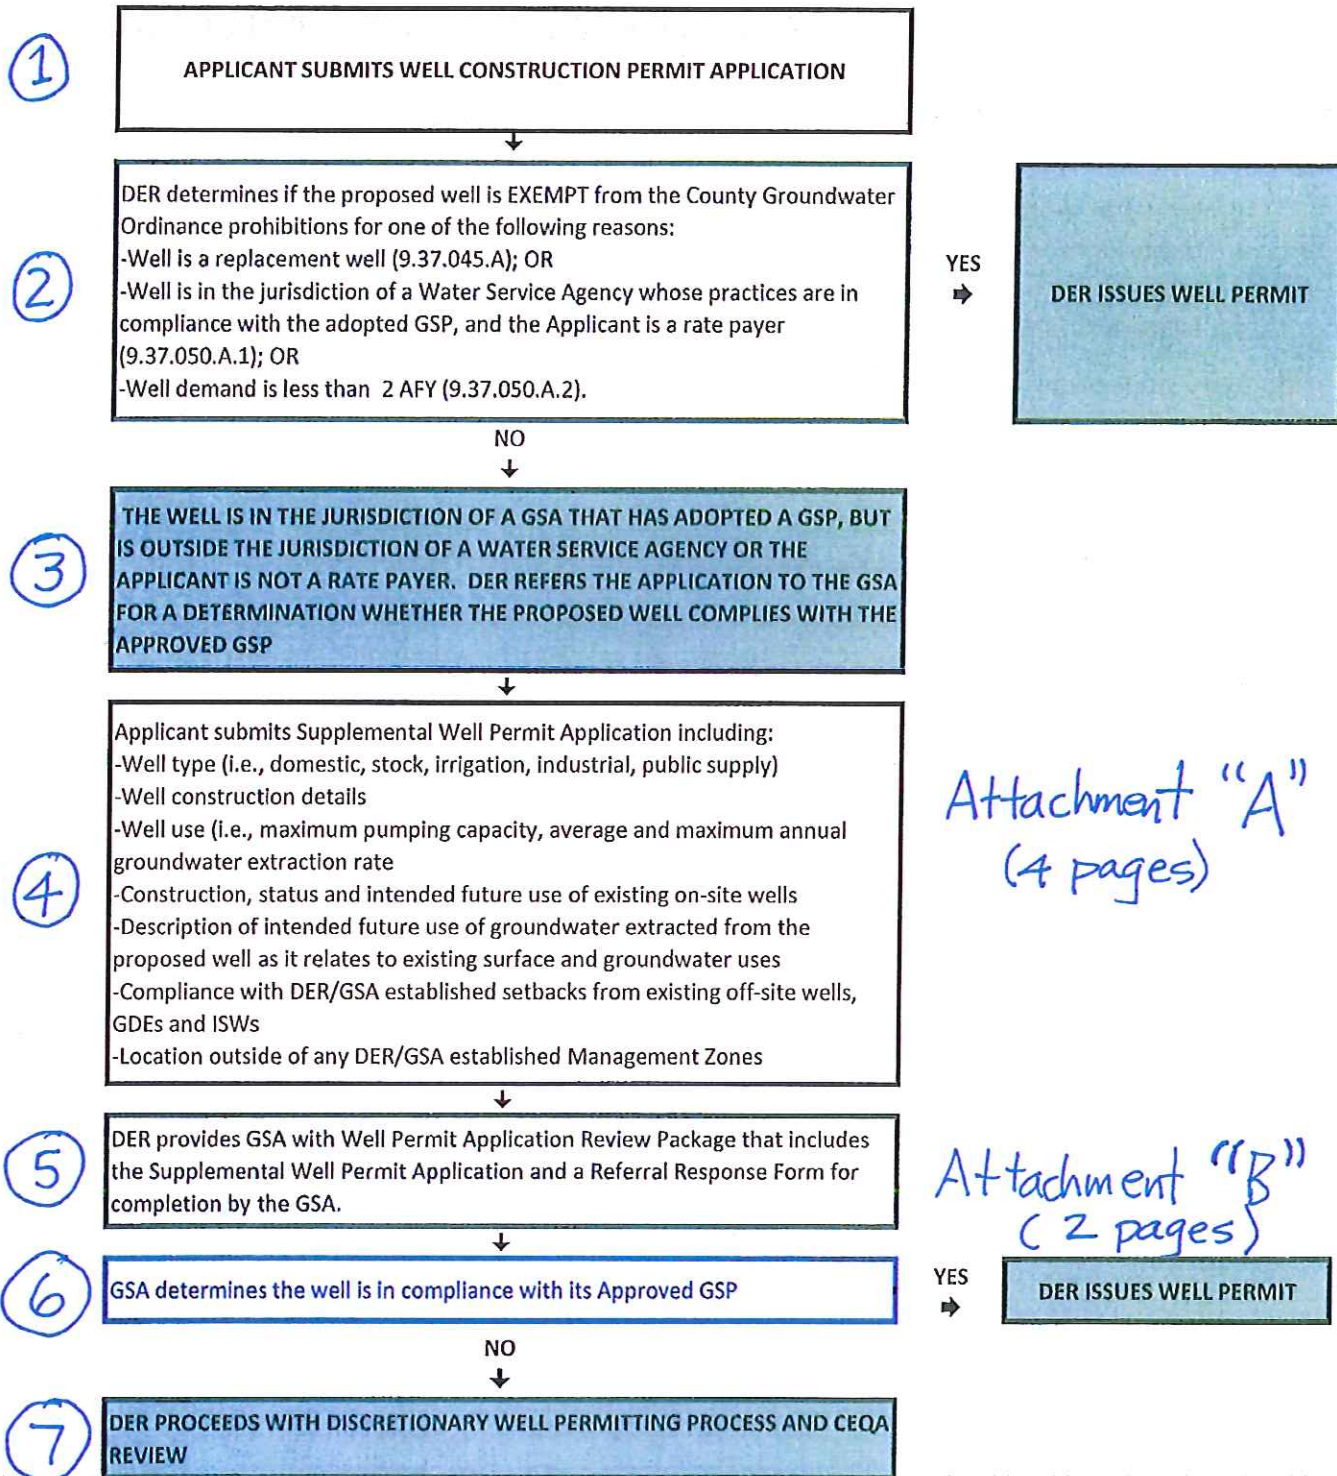 1
APPLICANT SUBMITS WELL CONSTRUCTION PERMIT APPLICATION
2
DER determines if the proposed well is EXEMPT from the County Groundwater
Ordinance prohibitions for one of the following reasons:
-Well is a replacement well (9.37.045.A); OR
-Well is in the jurisdiction of a Water Service Agency whose practices are in
compliance with the adopted GSP, and the Applicant is a rate payer
(9.37.050.A.1); OR
-Well demand is less than 2 AFY (9.37.050.A.2).
YES
DER ISSUES WELL PERMIT
NO
3
THE WELL IS IN THE JURISDICTION OF A GSA THAT HAS ADOPTED A GSP, BUT
IS OUTSIDE THE JURISDICTION OF A WATER SERVICE AGENCY OR THE
APPLICANT IS NOT A RATE PAYER. DER REFERS THE APPLICATION TO THE GSA
FOR A DETERMINATION WHETHER THE PROPOSED WELL COMPLIES WITH THE
APPROVED GSP
4
Applicant submits Supplemental Well Permit Application including:
-Well type (i.e., domestic, stock, irrigation, industrial, public supply)
-Well construction details
-Well use (i.e., maximum pumping capacity, average and maximum annual
groundwater extraction rate
-Construction, status and intended future use of existing on-site wells
-Description of intended future use of groundwater extracted from the
proposed well as it relates to existing surface and groundwater uses
-Compliance with DER/GSA established setbacks from existing off-site wells,
GDEs and ISWs
-Location outside of any DER/GSA established Management Zones
Attachment "A"
(4 pages)
5
DER provides GSA with Well Permit Application Review Package that includes
the Supplemental Well Permit Application and a Referral Response Form for
completion by the GSA.
Attachment "B"
(2 pages)
6
GSA determines the well is in compliance with its Approved GSP
YES
DER ISSUES WELL PERMIT
NO
7
DER PROCEEDS WITH DISCRETIONARY WELL PERMITTING PROCESS AND CEQA
REVIEW